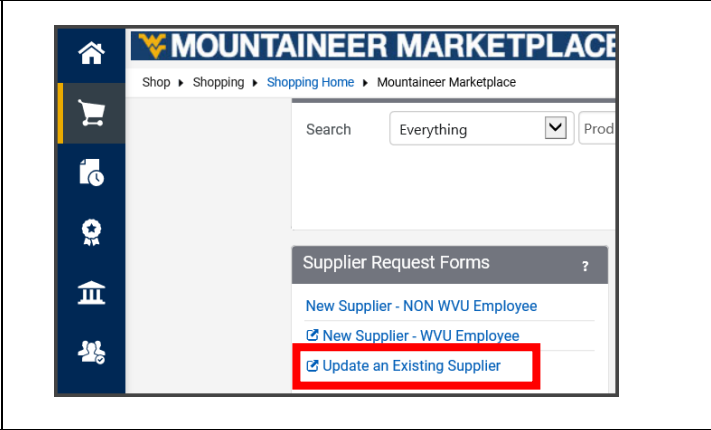 MOUNTAINEER MARKETPLACE
Shop ▸ Shopping ▸ Shopping Home ▸ Mountaineer Marketplace
Search Everything Prod
Supplier Request Forms ?
New Supplier - NON WVU Employee
New Supplier - WVU Employee
Update an Existing Supplier